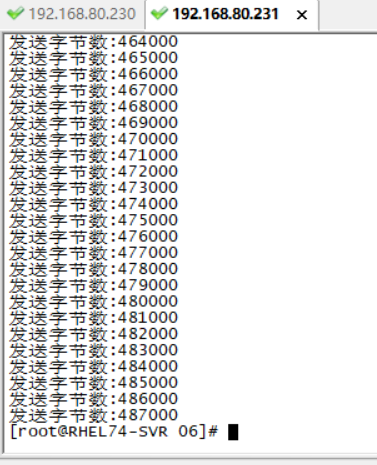 192.168.80.230 192.168.80.231 ×
发送字节数:464000
发送字节数:465000
发送字节数:466000
发送字节数:467000
发送字节数:468000
发送字节数:469000
发送字节数:470000
发送字节数:471000
发送字节数:472000
发送字节数:473000
发送字节数:474000
发送字节数:475000
发送字节数:476000
发送字节数:477000
发送字节数:478000
发送字节数:479000
发送字节数:480000
发送字节数:481000
发送字节数:482000
发送字节数:483000
发送字节数:484000
发送字节数:485000
发送字节数:486000
发送字节数:487000
[root@RHEL74-SVR 06]#